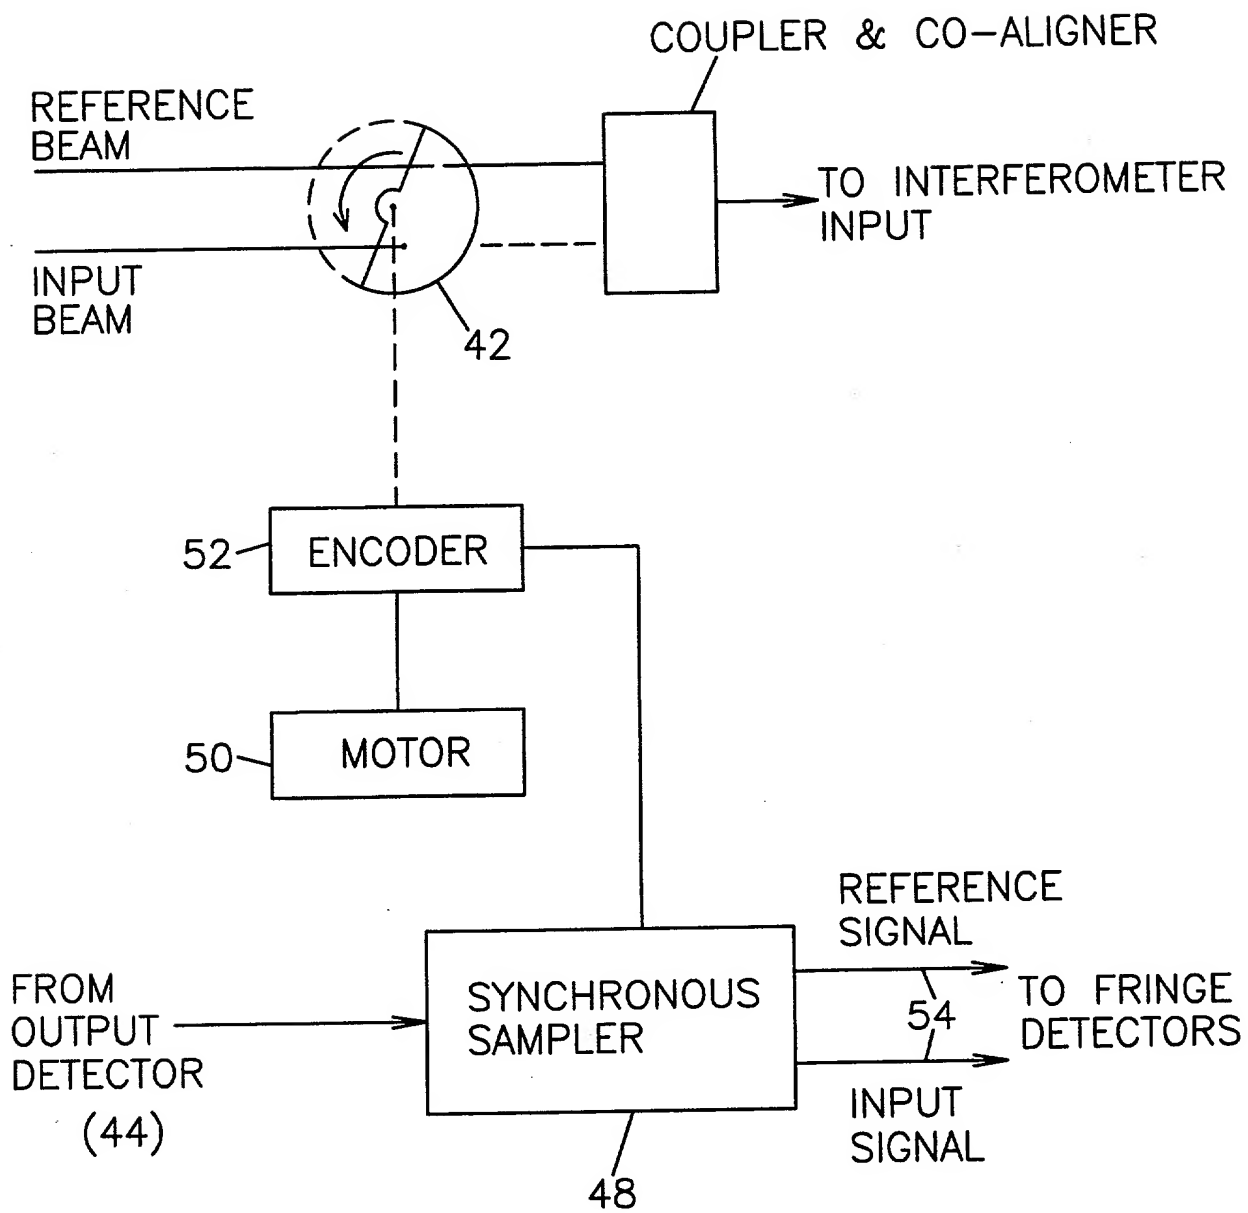 COUPLER & CO-ALIGNER
REFERENCE
BEAM
TO INTERFEROMETER
INPUT
INPUT
BEAM
42
52
ENCODER
50
MOTOR
REFERENCE
SIGNAL
FROM
OUTPUT
DETECTOR
(44)
SYNCHRONOUS
SAMPLER
54
TO FRINGE
DETECTORS
INPUT
SIGNAL
48